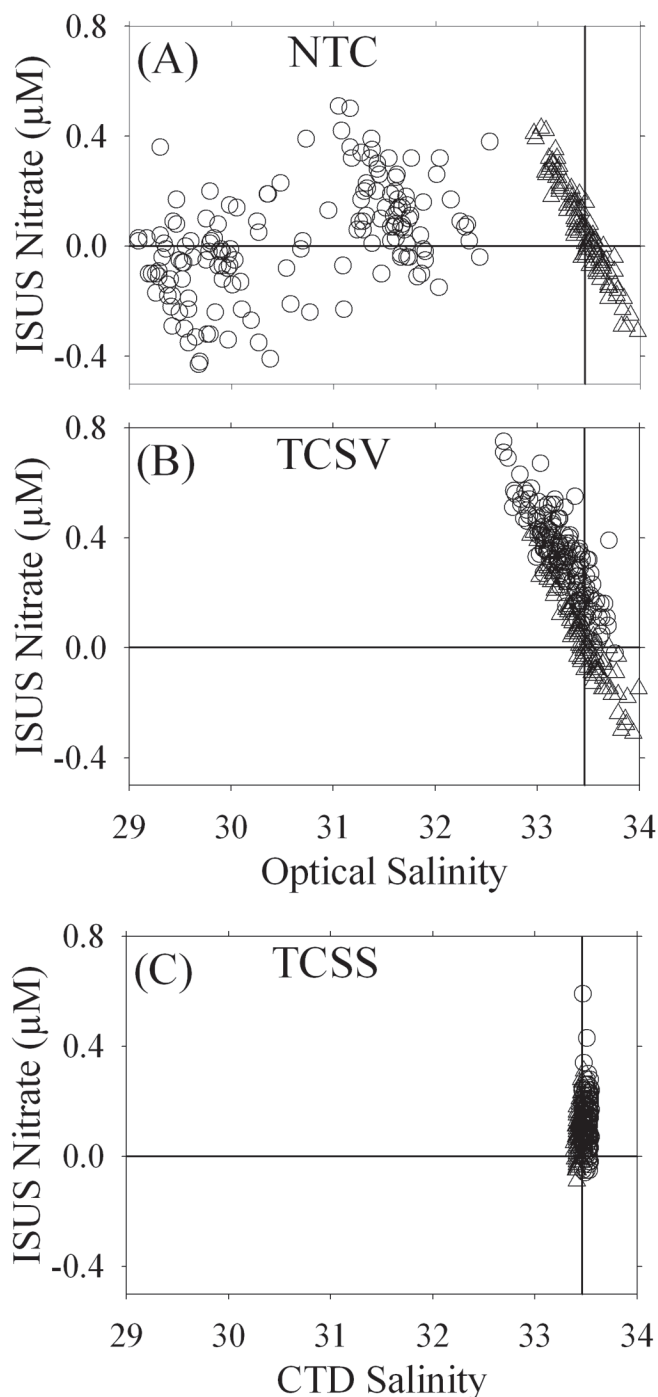 (A) NTC
ISUS Nitrate (µM)
0.8
0.4
0.0
-0.4
(B) TCSV
ISUS Nitrate (µM)
0.8
0.4
0.0
-0.4
29 30 31 32 33 34
Optical Salinity
(C) TCSS
ISUS Nitrate (µM)
0.8
0.4
0.0
-0.4
29 30 31 32 33 34
CTD Salinity